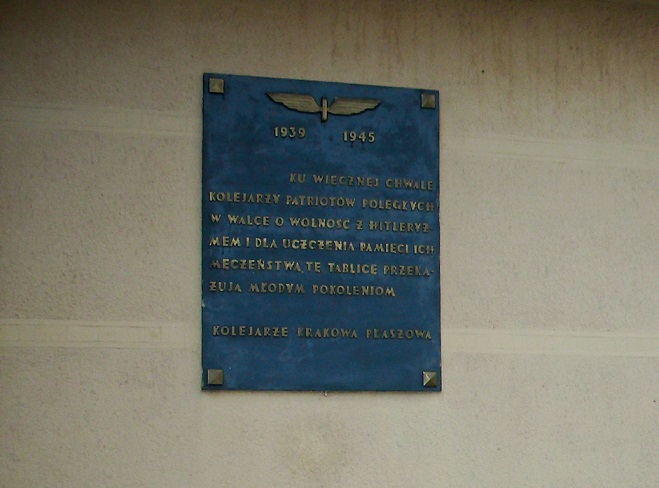 1939 1945
KU WIECZNEJ CHWALE
KOLEJARZY PATRIOTÓW POLEGŁYCH
W WALCE O WOLNOŚĆ Z HITLERYZ-
MEM I DLA UCZCZENIA PAMIĘCI ICH
MĘCZEŃSTWA TĘ TABLICĘ PRZEKA-
ZUJĄ MŁODYM POKOLENIOM
KOLEJARZE KRAKOWA PŁASZOWA